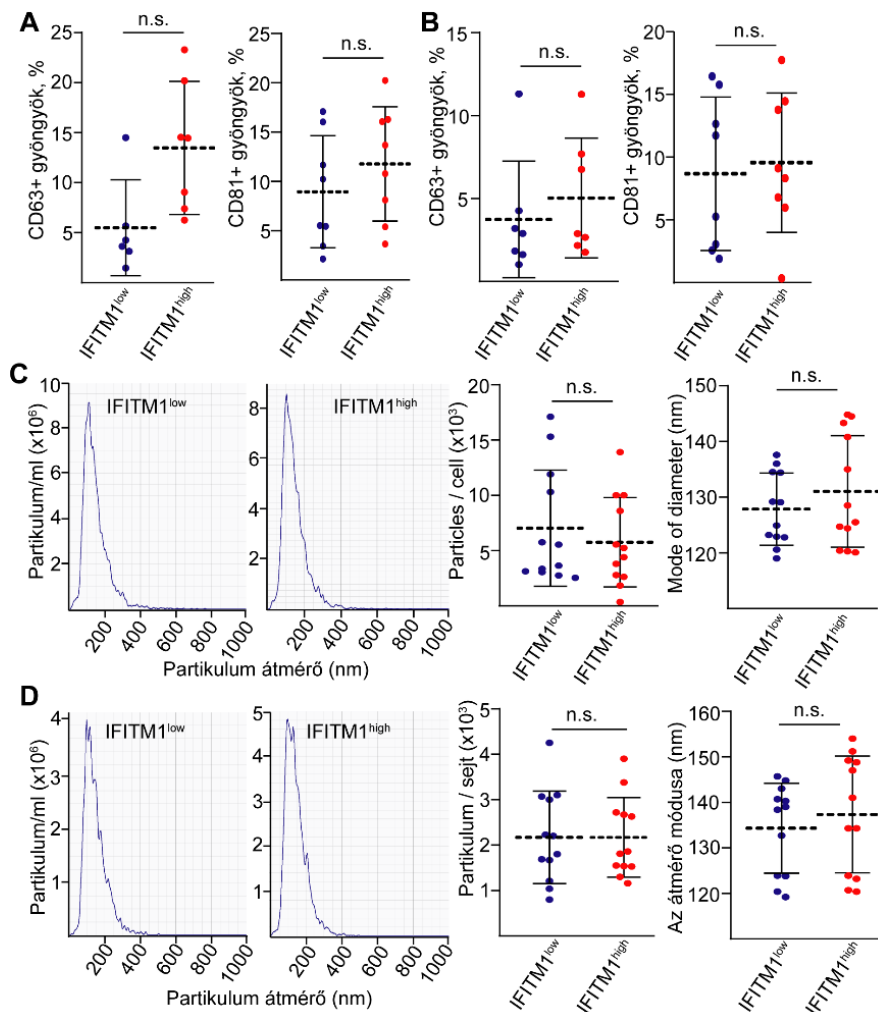 A
n.s.
CD63+ gyöngyök, %
25
20
15
10
5
IFITM1low
IFITM1high
n.s.
CD81+ gyöngyök, %
25
20
15
10
5
IFITM1low
IFITM1high
B
n.s.
CD63+ gyöngyök, %
15
10
5
IFITM1low
IFITM1high
n.s.
CD81+ gyöngyök, %
20
15
10
5
IFITM1low
IFITM1high
C
IFITM1low
Partikulum/ml (x10⁶)
10
8
6
4
2
200
400
600
800
1000
IFITM1high
8
6
4
2
200
400
600
800
1000
Partikulum átmérő (nm)
n.s.
Particles / cell (x10³)
20
15
10
5
IFITM1low
IFITM1high
n.s.
Mode of diameter (nm)
150
140
130
120
IFITM1low
IFITM1high
D
IFITM1low
Partikulum/ml (x10⁶)
4
3
2
1
200
400
600
800
1000
IFITM1high
5
4
3
2
1
200
400
600
800
1000
Partikulum átmérő (nm)
n.s.
Partikulum / sejt (x10³)
5
4
3
2
1
IFITM1low
IFITM1high
n.s.
Az átmérő módusa (nm)
160
150
140
130
120
IFITM1low
IFITM1high